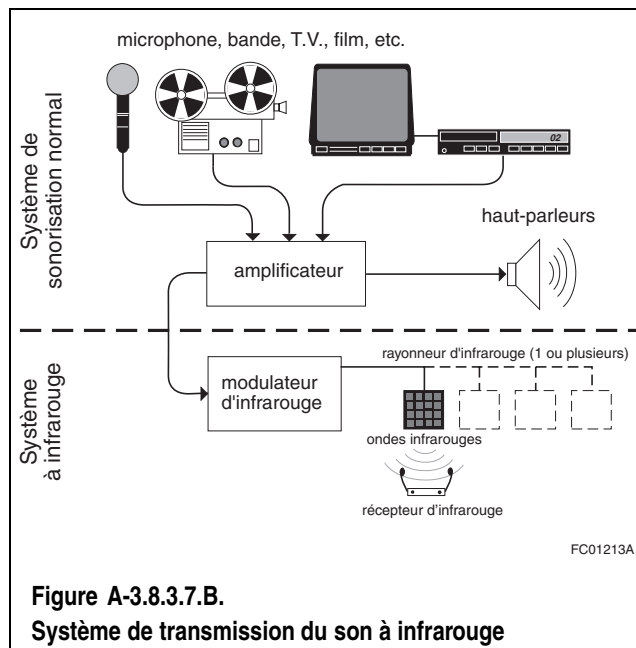 microphone, bande, T.V., film, etc.
02
Système de
sonorisation normal
haut-parleurs
amplificateur
rayonneur d'infrarouge (1 ou plusieurs)
modulateur
d'infrarouge
Système
à infrarouge
ondes infrarouges
récepteur d'infrarouge
FC01213A
Figure A-3.8.3.7.B.
Système de transmission du son à infrarouge